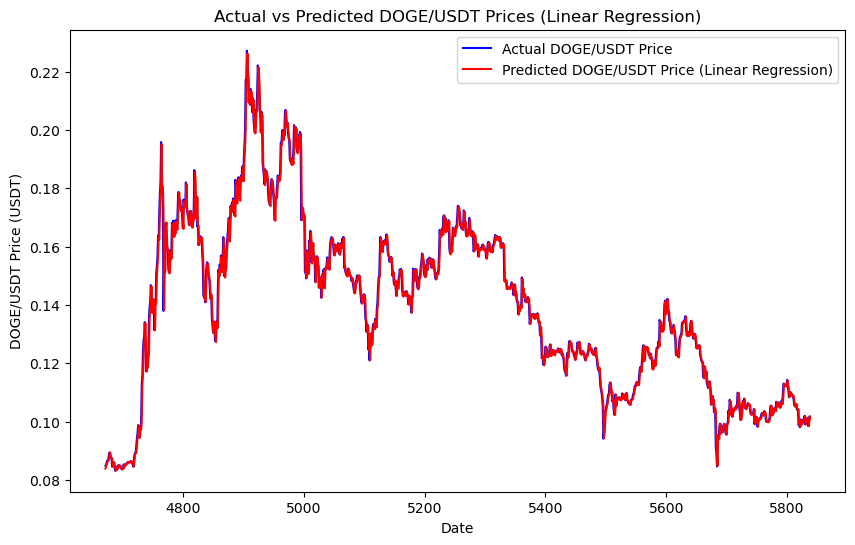 Actual vs Predicted DOGE/USDT Prices (Linear Regression)
Actual DOGE/USDT Price
Predicted DOGE/USDT Price (Linear Regression)
DOGE/USDT Price (USDT)
0.22
0.20
0.18
0.16
0.14
0.12
0.10
0.08
4800
5000
5200
5400
5600
5800
Date